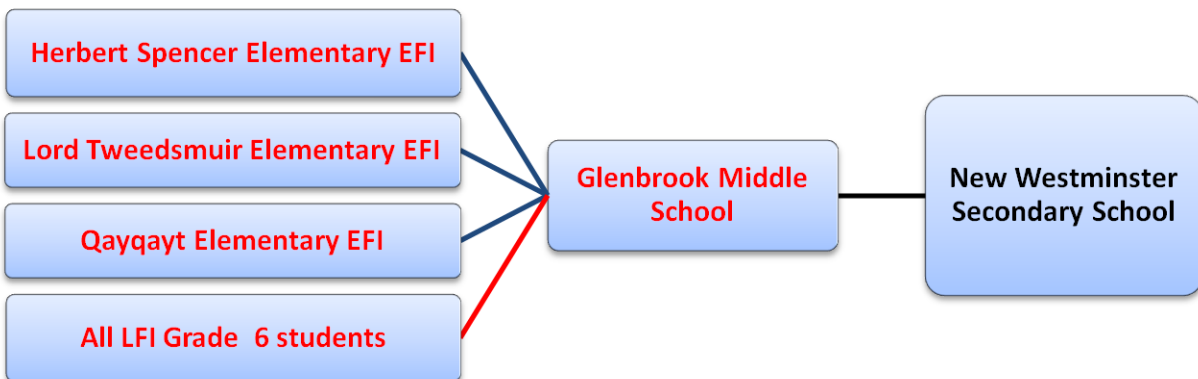 Herbert Spencer Elementary EFI
Lord Tweedsmuir Elementary EFI
Qayqayt Elementary EFI
All LFI Grade  6 students
Glenbrook Middle
School
New Westminster
Secondary School